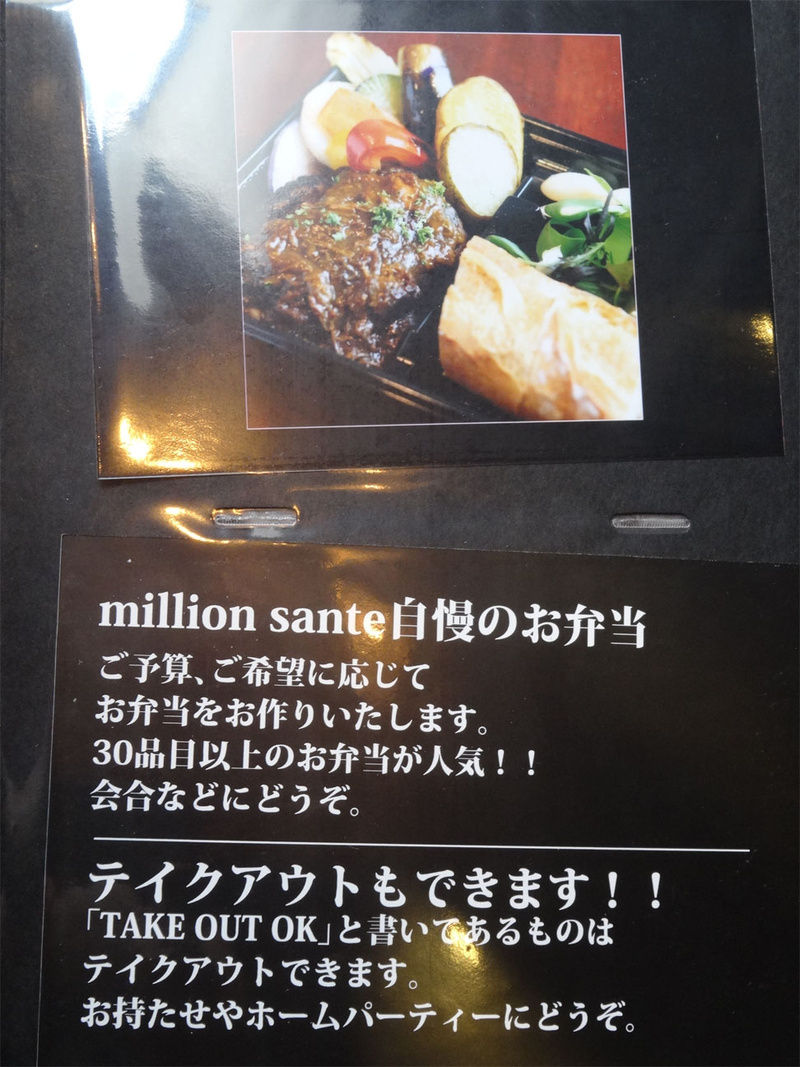 million sante自慢のお弁当
ご予算、ご希望に応じて
お弁当をお作りいたします。
30品目以上のお弁当が人気！！
会合などにどうぞ。
テイクアウトもできます！！
「TAKE OUT OK」と書いてあるものは
テイクアウトできます。
お持たせやホームパーティーにどうぞ。